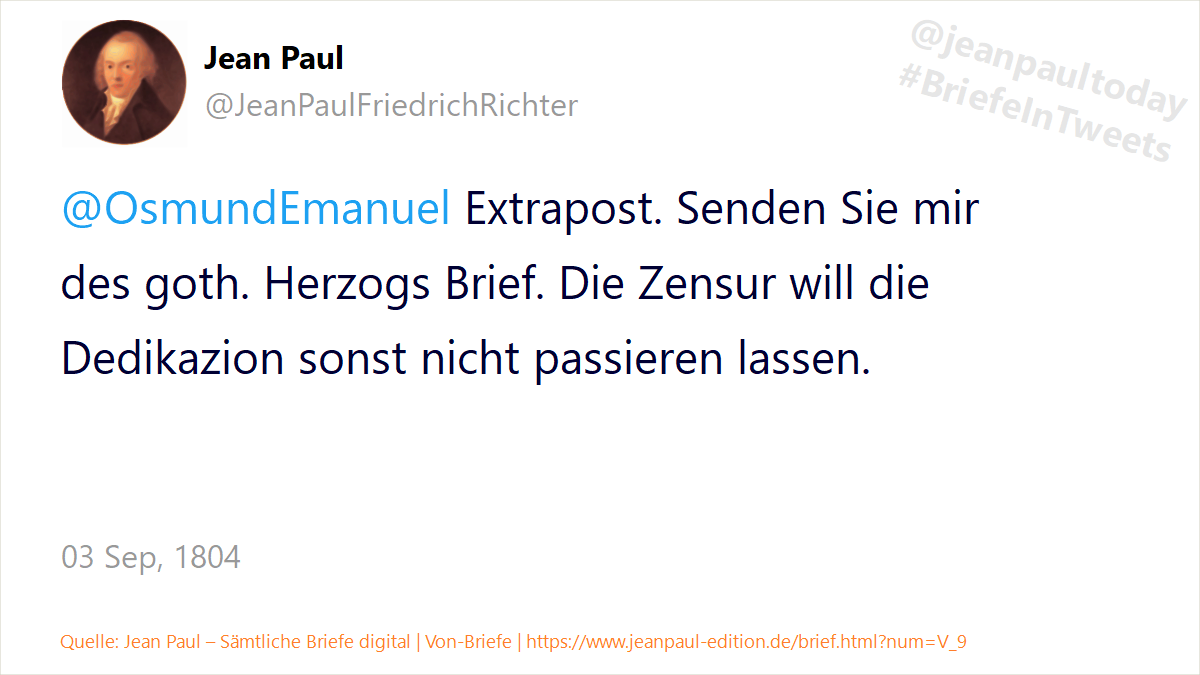 Jean Paul
@JeanPaulFriedrichRichter
@jeanpaultoday
#BriefeInTweets
@OsmundEmanuel Extrapost. Senden Sie mir
des goth. Herzogs Brief. Die Zensur will die
Dedikazion sonst nicht passieren lassen.
03 Sep, 1804
Quelle: Jean Paul – Sämtliche Briefe digital | Von-Briefe | https://www.jeanpaul-edition.de/brief.html?num=V_9